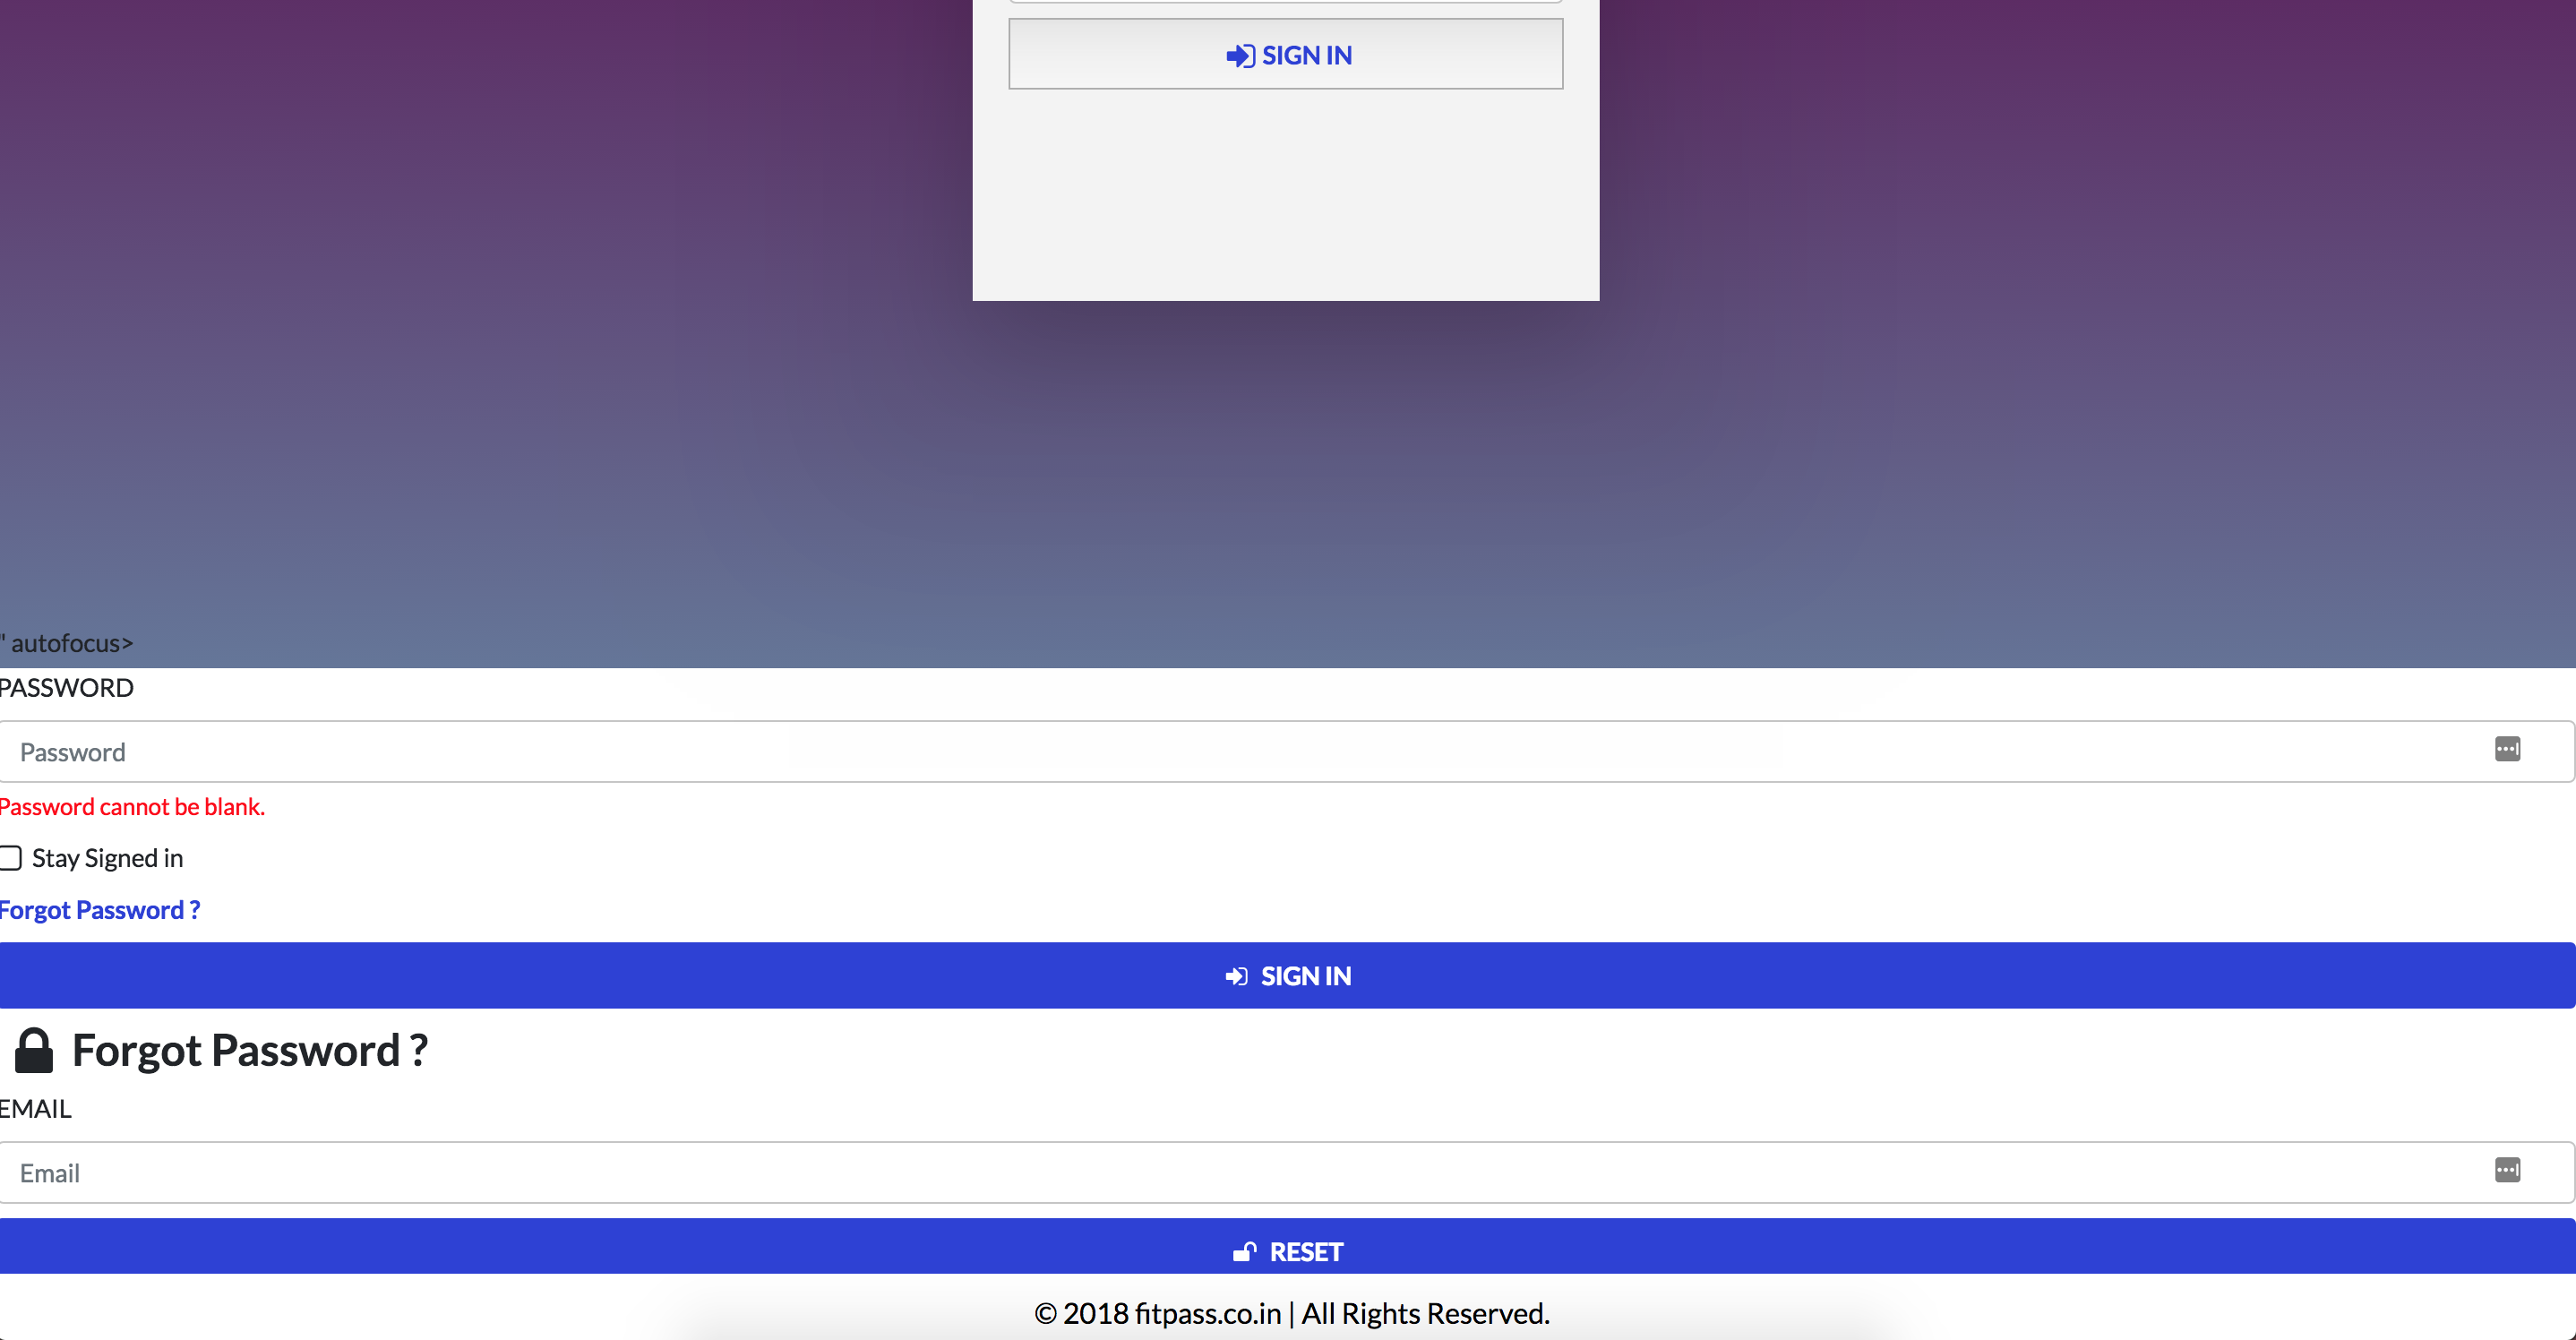 SIGN IN
" autofocus>
PASSWORD
Password
Password cannot be blank.
Stay Signed in
Forgot Password ?
SIGN IN
Forgot Password ?
EMAIL
Email
RESET
© 2018 fitpass.co.in | All Rights Reserved.